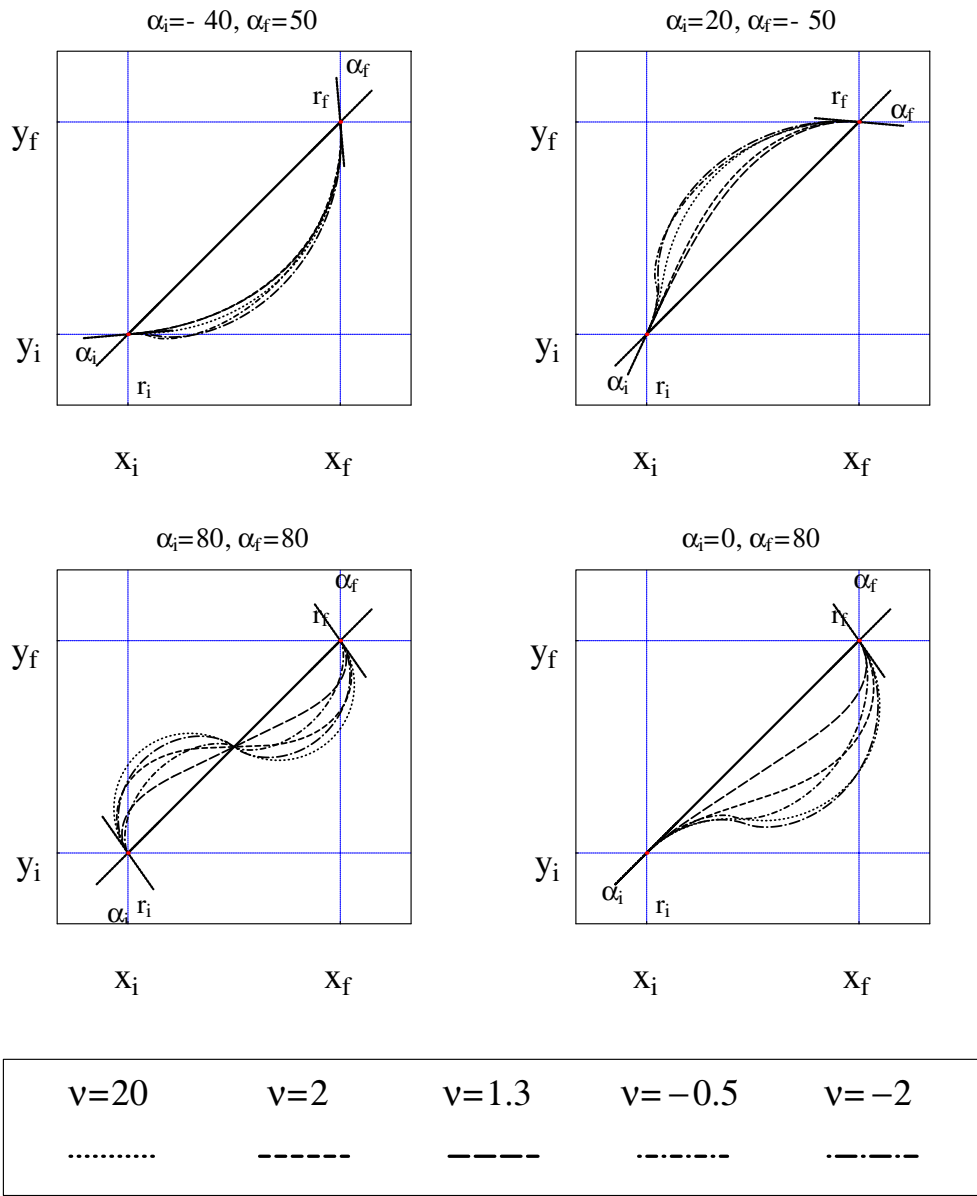 αi=- 40, αf=50
αf
rf
yf
yi
αi
ri
xi xf
αi=20, αf=- 50
rf
αf
yf
yi
αi
ri
xi xf
αi=80, αf=80
αf
rf
yf
yi
αi
ri
xi xf
αi=0, αf=80
αf
rf
yf
yi
αi
ri
xi xf
ν=20 ν=2 ν=1.3 ν=−0.5 ν=−2